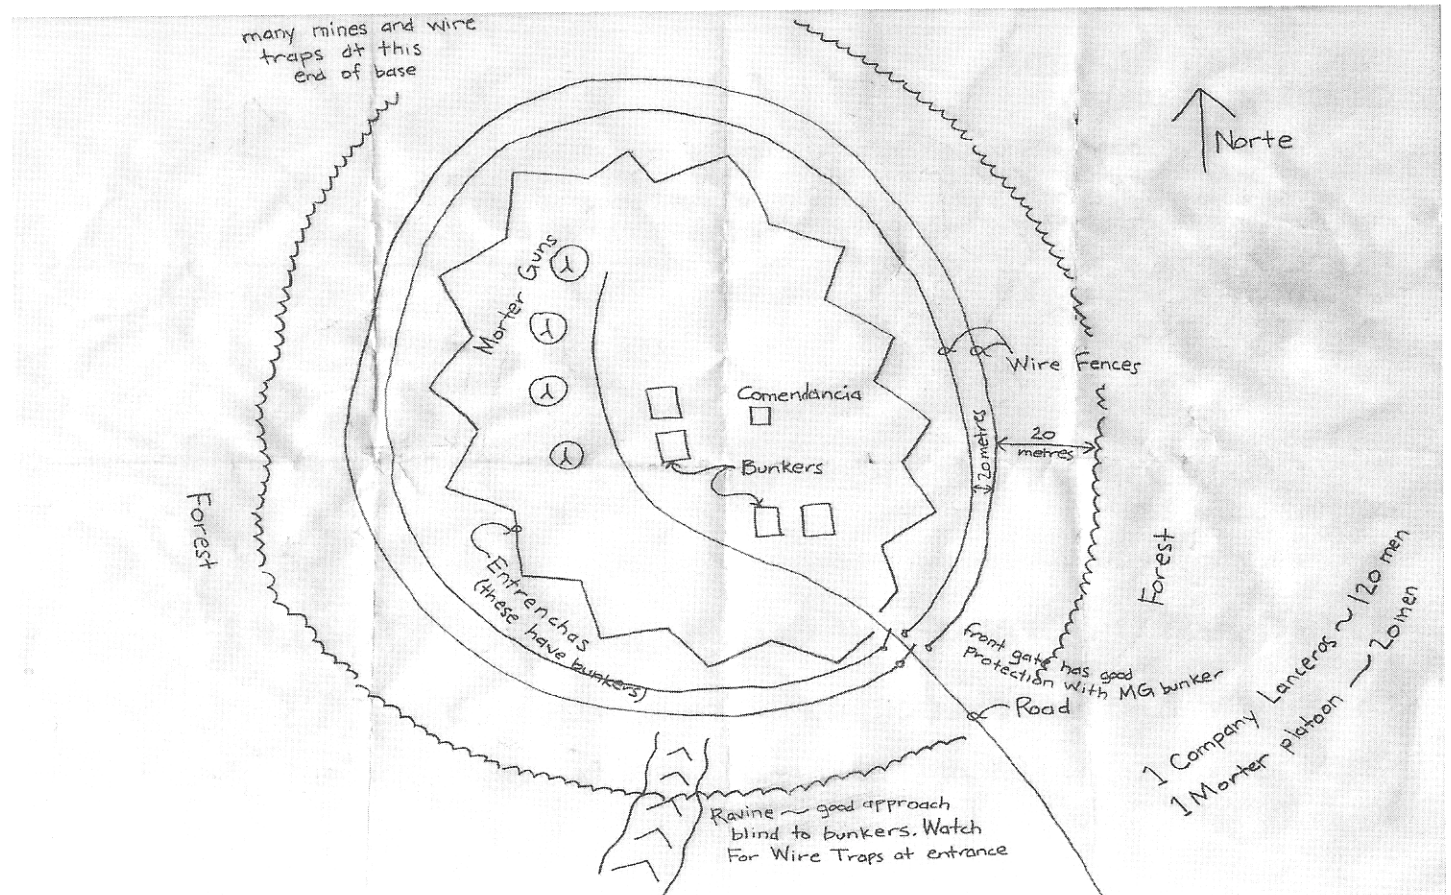 many mines and wire
traps at this
end of base
Norte
Morter Guns
Wire Fences
Comendancia
20 metres
20
metres
Bunkers
Forest
Entrenchas
(these have bunkers)
Forest
front gate has good
protection with MG bunker
Road
1 Company Lanceros ~ 120 men
1 Morter platoon — 20 men
Ravine — good approach
blind to bunkers. Watch
For Wire Traps at entrance